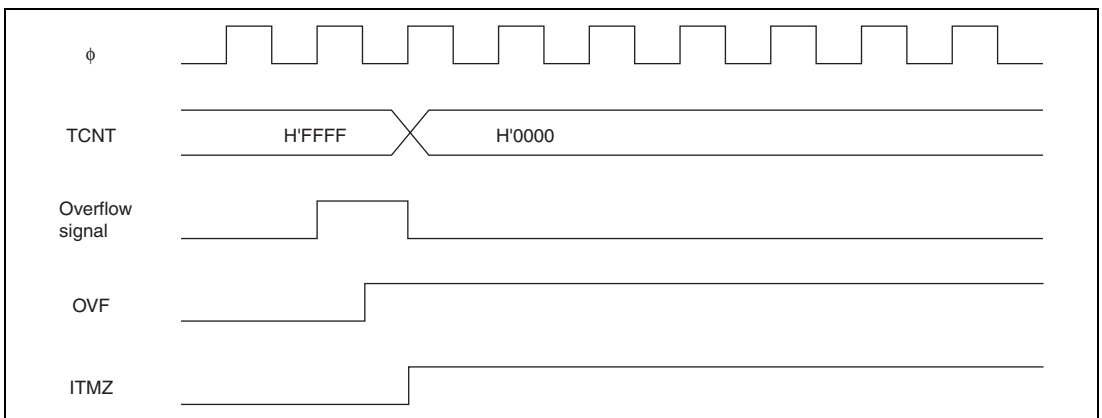 ϕ
TCNT H'FFFF H'0000
Overflow
signal
OVF
ITMZ